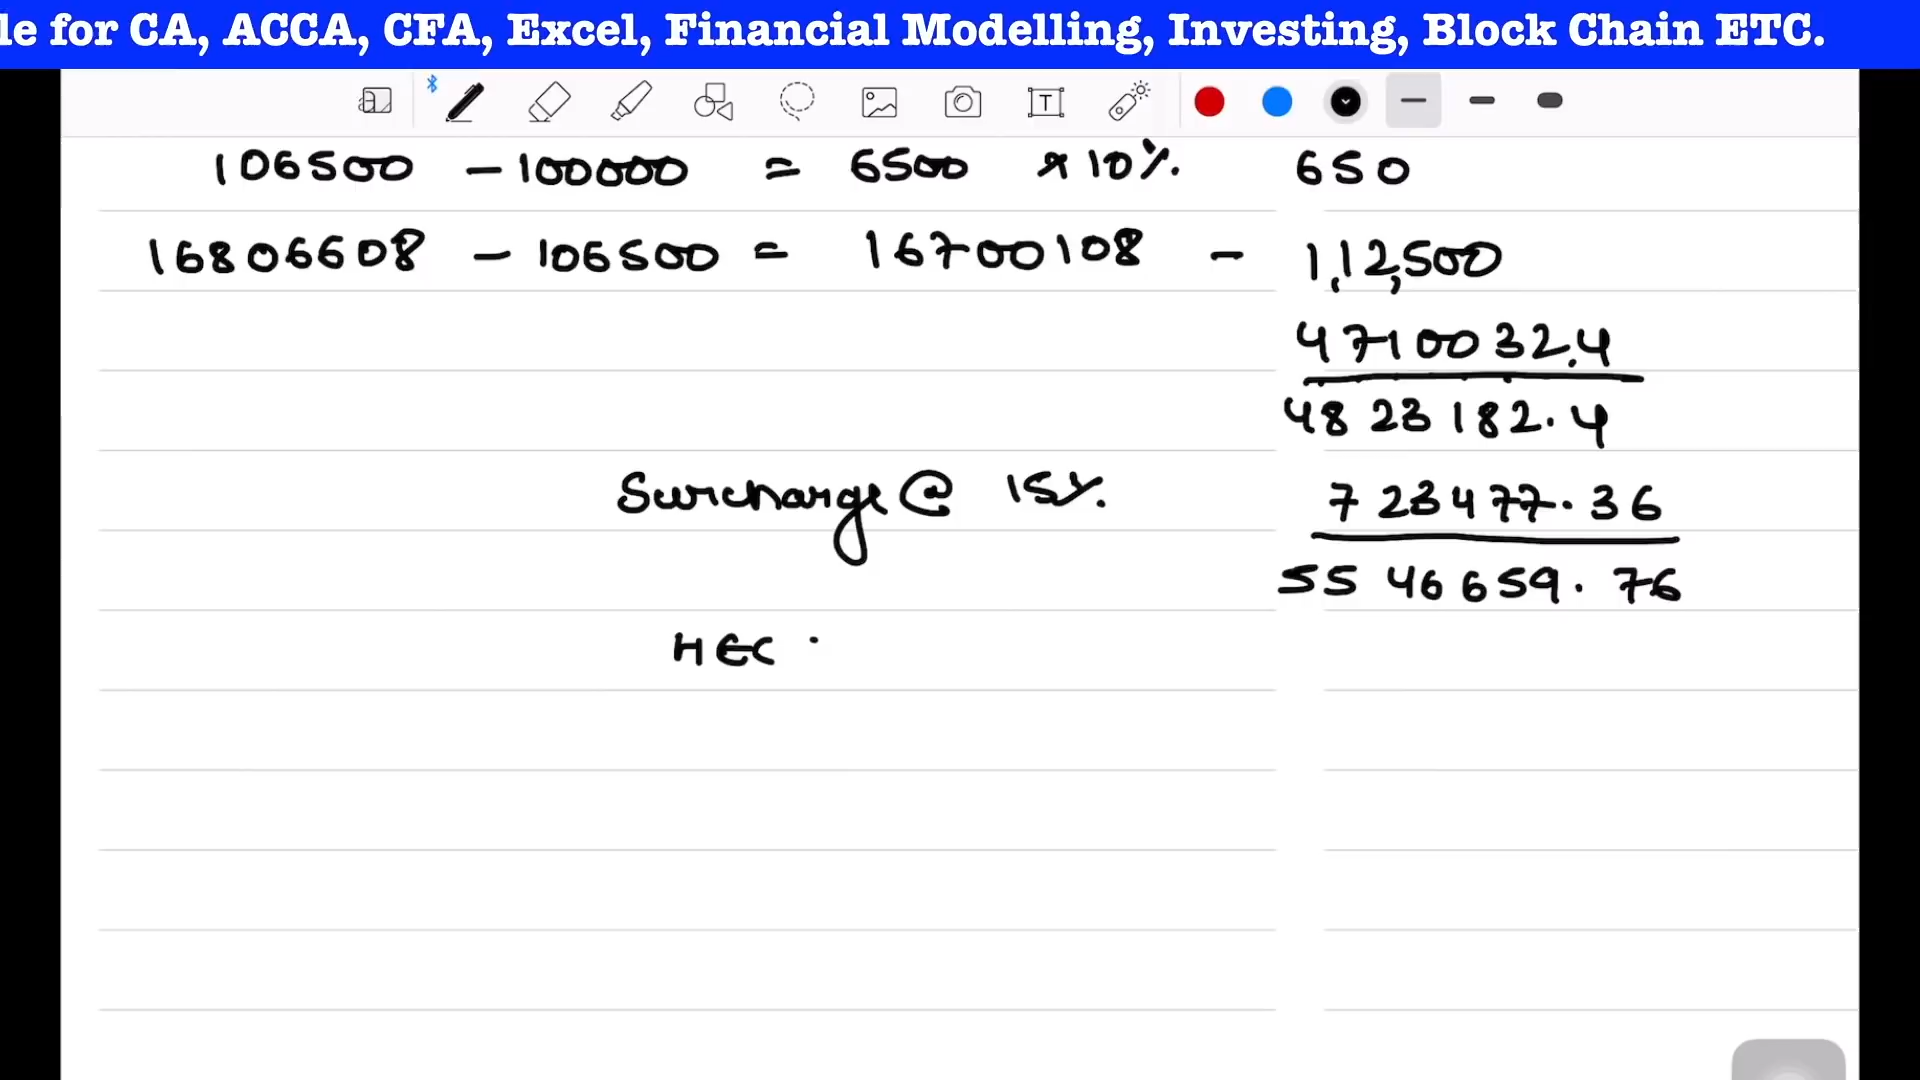 le for CA, ACCA, CFA, Excel, Financial Modelling, Investing, Block Chain ETC.
106500 - 100000 = 6500 × 10%. 650
16806608 - 106500 = 16700108 - 1,12,500
4710032.4
4823182.4
Surcharge @ 15%. 723477.36
5546659.76
HEC .